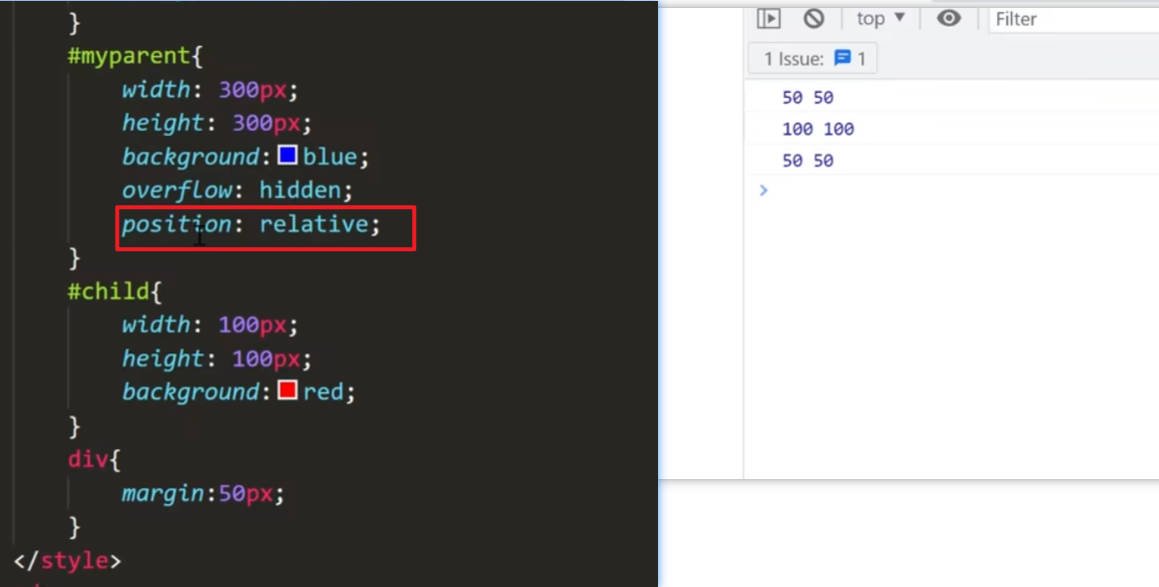 }
#myparent{
width: 300px;
height: 300px;
background: blue;
overflow: hidden;
position: relative;
}
#child{
width: 100px;
height: 100px;
background: red;
}
div{
margin:50px;
}
</style>
top ▼
Filter
1 Issue: 1
50 50
100 100
50 50
>